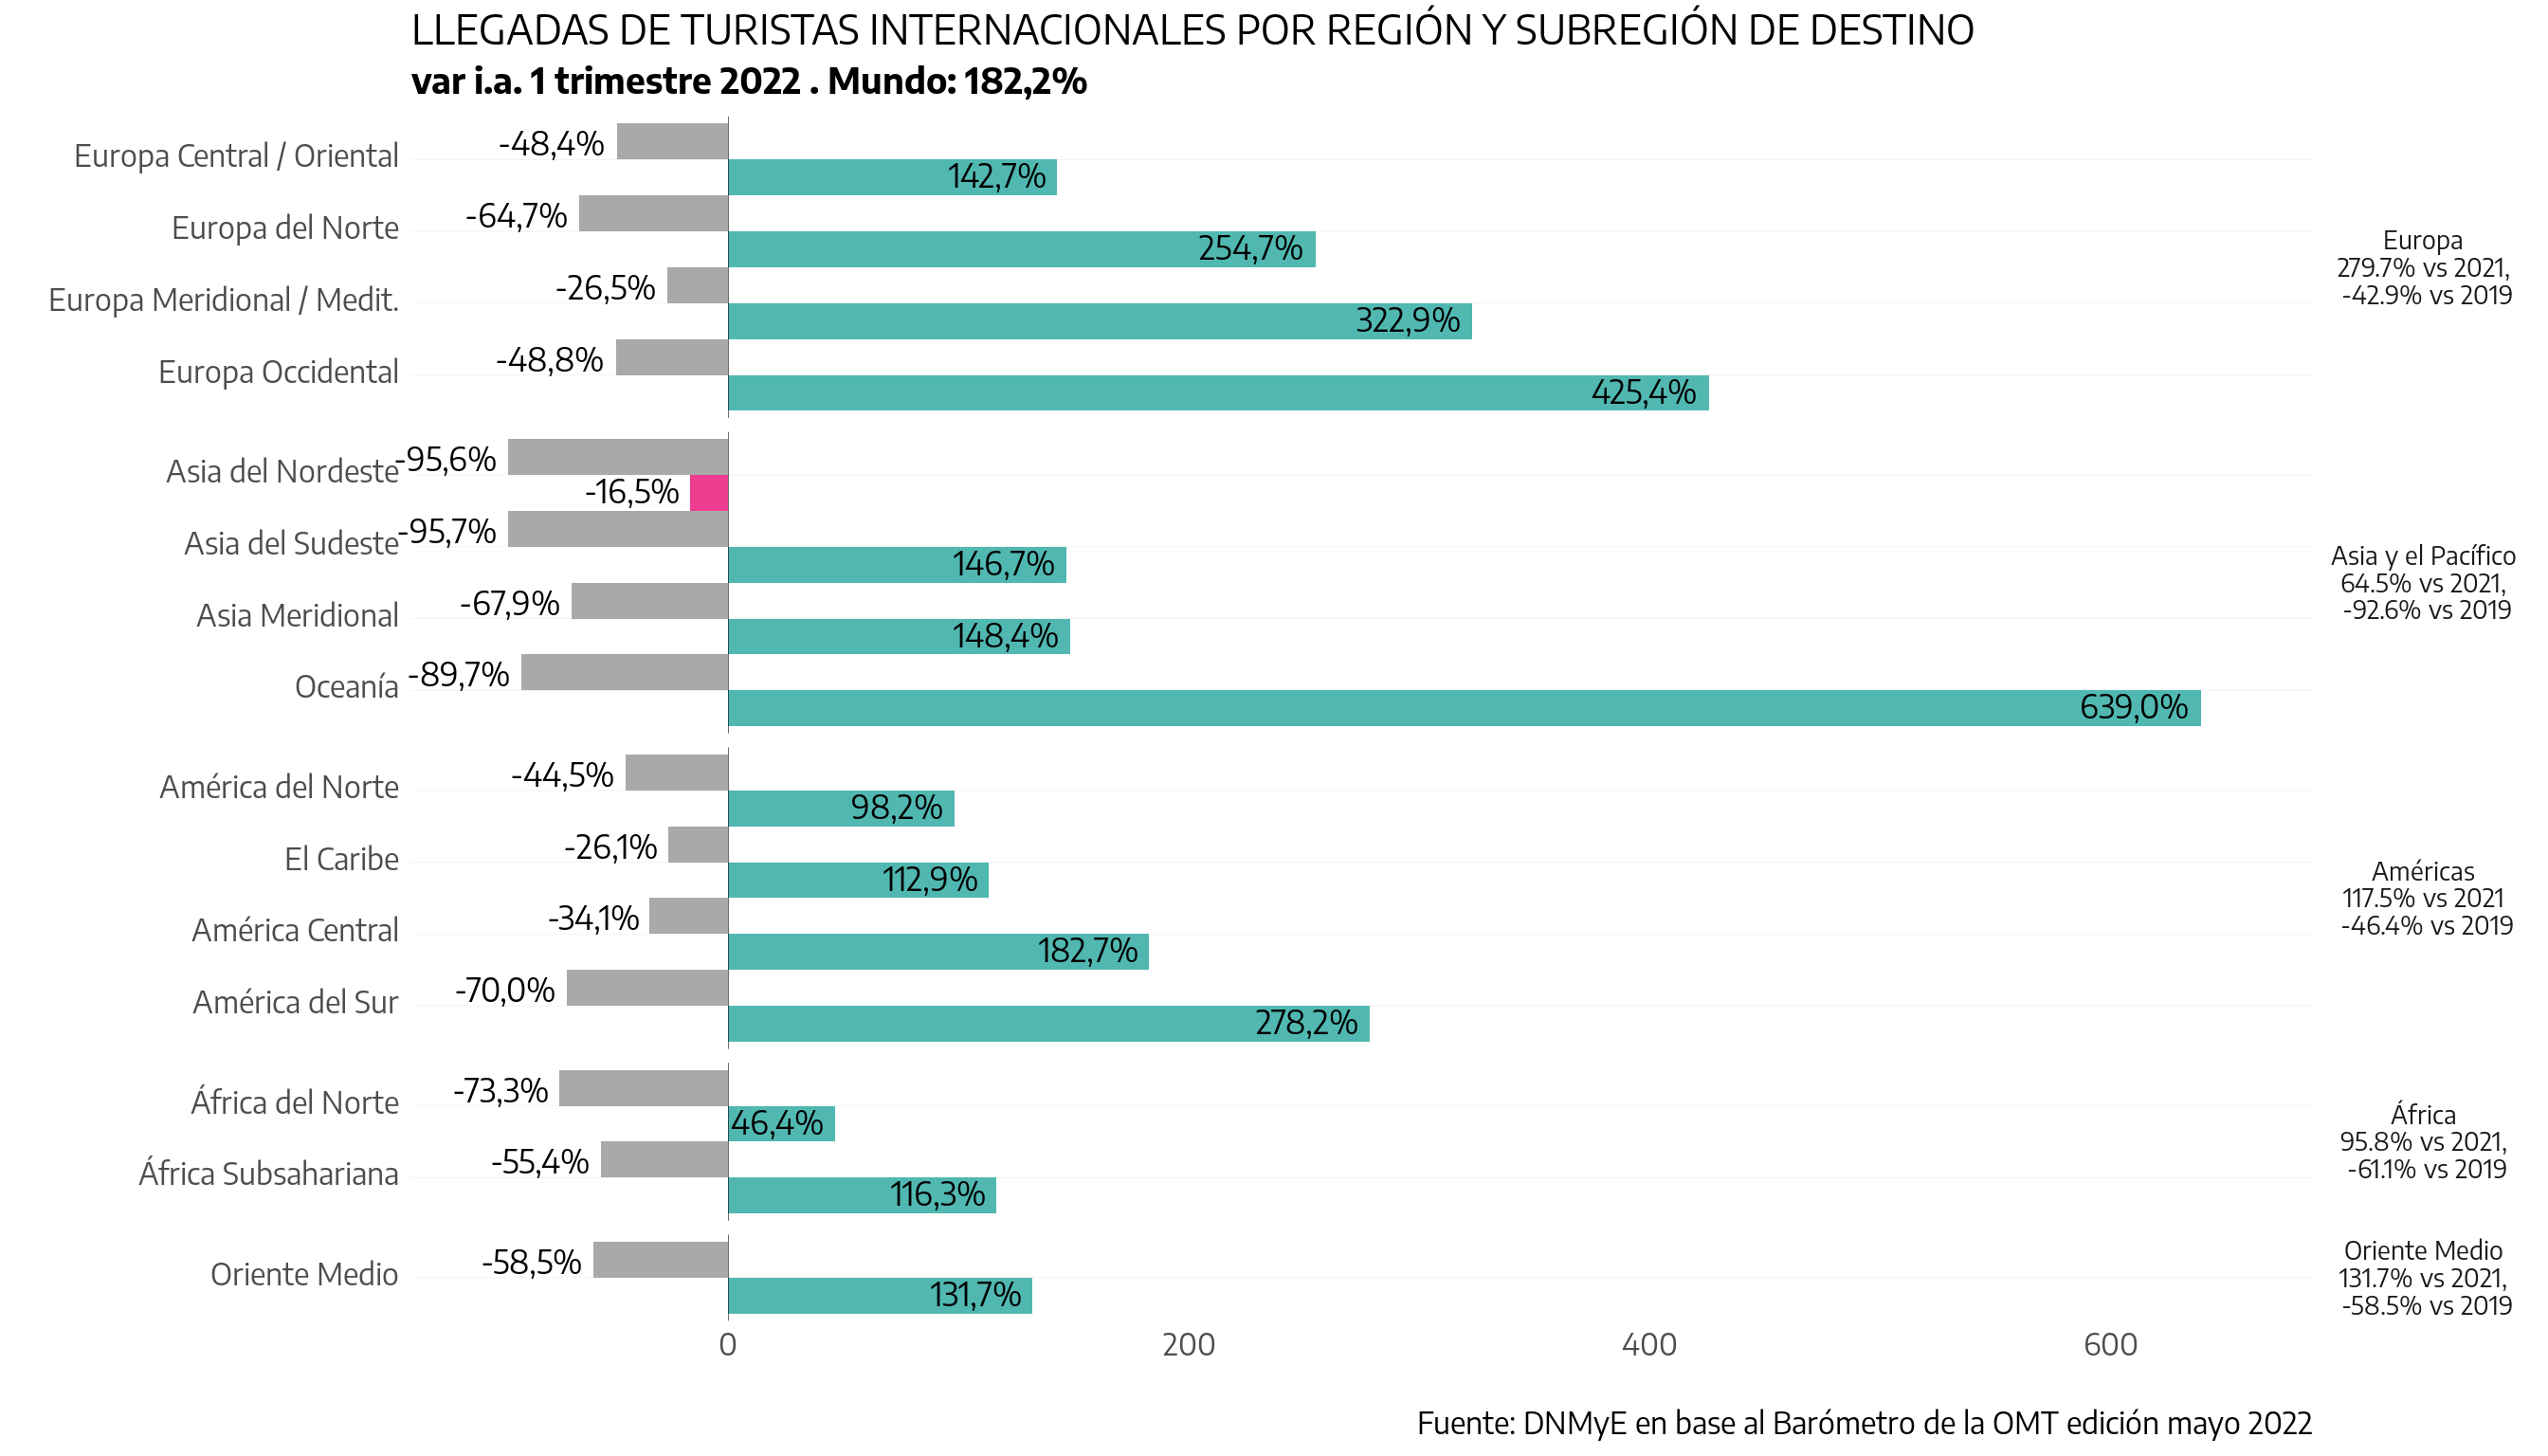 LLEGADAS DE TURISTAS INTERNACIONALES POR REGIÓN Y SUBREGIÓN DE DESTINO
var i.a. 1 trimestre 2022 . Mundo: 182,2%
Europa Central / Oriental
-48,4%
142,7%
Europa del Norte
-64,7%
254,7%
Europa Meridional / Medit.
-26,5%
322,9%
Europa Occidental
-48,8%
425,4%
Europa
279.7% vs 2021,
-42.9% vs 2019
Asia del Nordeste
-95,6%
-16,5%
Asia del Sudeste
-95,7%
146,7%
Asia Meridional
-67,9%
148,4%
Oceanía
-89,7%
639,0%
Asia y el Pacífico
64.5% vs 2021,
-92.6% vs 2019
América del Norte
-44,5%
98,2%
El Caribe
-26,1%
112,9%
América Central
-34,1%
182,7%
América del Sur
-70,0%
278,2%
Américas
117.5% vs 2021
-46.4% vs 2019
África del Norte
-73,3%
46,4%
África Subsahariana
-55,4%
116,3%
África
95.8% vs 2021,
-61.1% vs 2019
Oriente Medio
-58,5%
131,7%
Oriente Medio
131.7% vs 2021,
-58.5% vs 2019
0 200 400 600
Fuente: DNMyE en base al Barómetro de la OMT edición mayo 2022